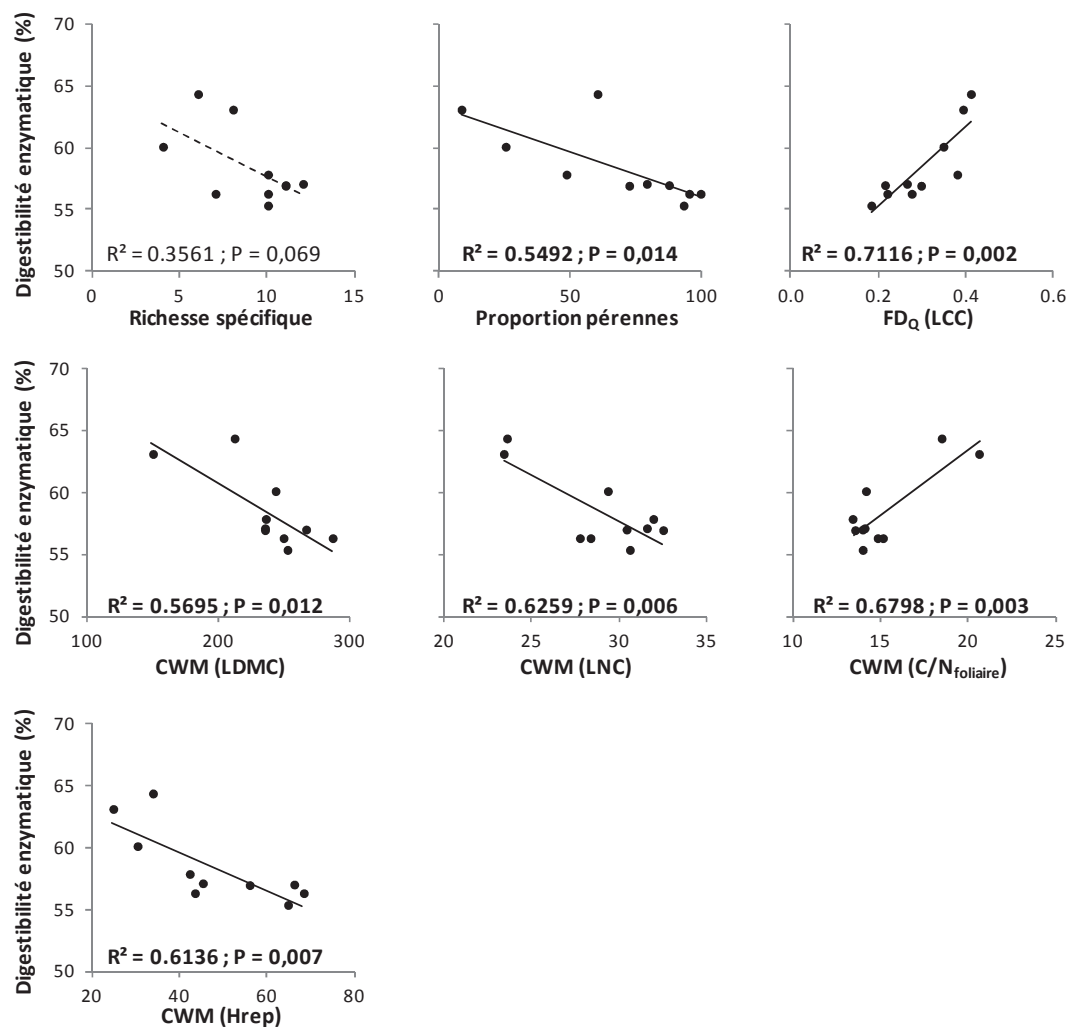 Digestibilité enzymatique (%)
70
65
60
55
50
R² = 0.3561 ; P = 0,069
0 5 10 15
Richesse spécifique
R² = 0.5492 ; P = 0,014
0 50 100
Proportion pérennes
R² = 0.7116 ; P = 0,002
0.0 0.2 0.4 0.6
FDQ (LCC)
Digestibilité enzymatique (%)
70
65
60
55
50
R² = 0.5695 ; P = 0,012
100 200 300
CWM (LDMC)
R² = 0.6259 ; P = 0,006
20 25 30 35
CWM (LNC)
R² = 0.6798 ; P = 0,003
10 15 20 25
CWM (C/Nfoliaire)
Digestibilité enzymatique (%)
70
65
60
55
50
R² = 0.6136 ; P = 0,007
20 40 60 80
CWM (Hrep)